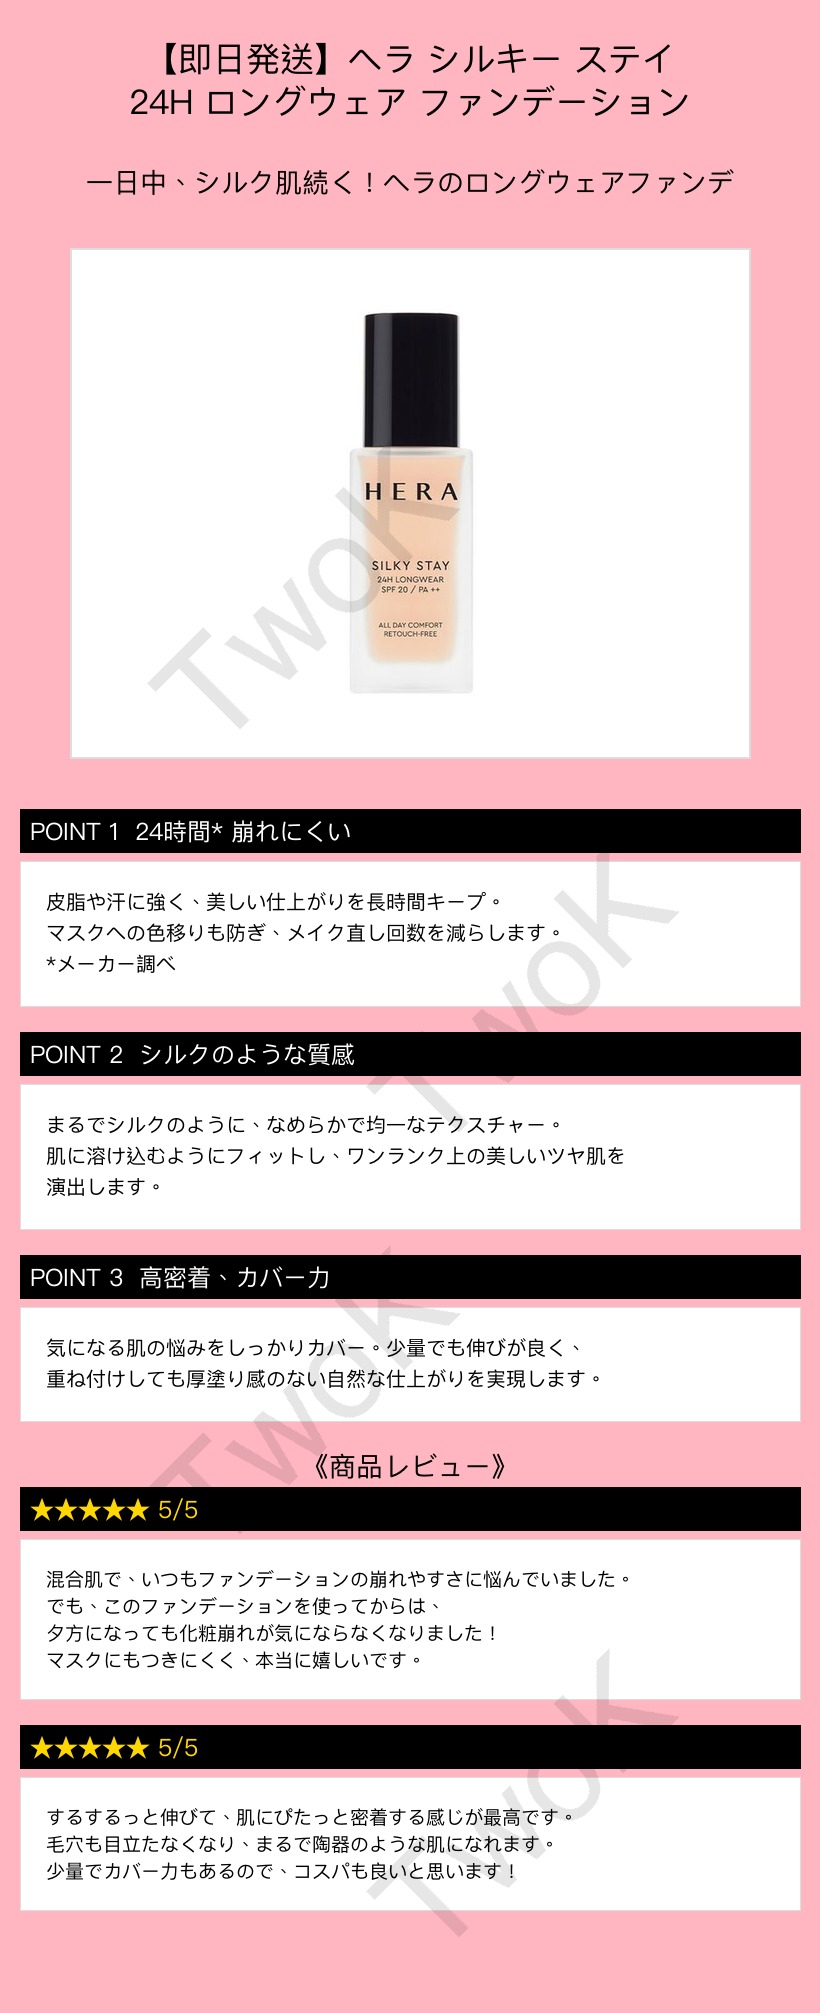 【即日発送】ヘラ シルキー ステイ
24H ロングウェア ファンデーション
一日中、シルク肌続く！ヘラのロングウェアファンデ
HERA
SILKY STAY
24H LONGWEAR
SPF 20 / PA ++
ALL DAY COMFORT
RETOUCH-FREE
TwoK
POINT 1 24時間* 崩れにくい
皮脂や汗に強く、美しい仕上がりを長時間キープ。
マスクへの色移りも防ぎ、メイク直し回数を減らします。
*メーカー調べ
TwoK
POINT 2 シルクのような質感
まるでシルクのように、なめらかで均一なテクスチャー。
肌に溶け込むようにフィットし、ワンランク上の美しいツヤ肌を
演出します。
POINT 3 高密着、カバー力
気になる肌の悩みをしっかりカバー。少量でも伸びが良く、
重ね付けしても厚塗り感のない自然な仕上がりを実現します。
TwoK
《商品レビュー》
★★★★★ 5/5
混合肌で、いつもファンデーションの崩れやすさに悩んでいました。
でも、このファンデーションを使ってからは、
夕方になっても化粧崩れが気にならなくなりました！
マスクにもつきにくく、本当に嬉しいです。
★★★★★ 5/5
するするっと伸びて、肌にぴたっと密着する感じが最高です。
毛穴も目立たなくなり、まるで陶器のような肌になれます。
少量でカバー力もあるので、コスパも良いと思います！
TwoK